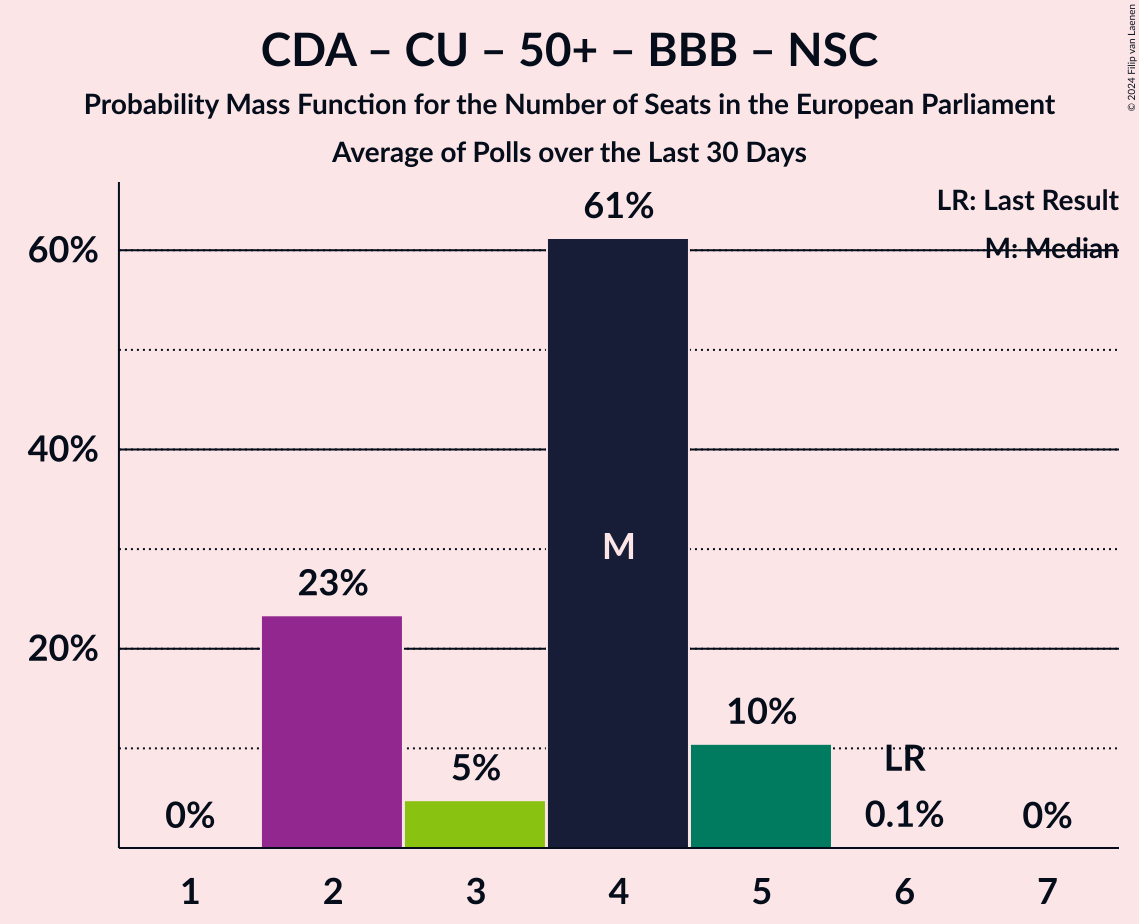 CDA – CU – 50+ – BBB – NSC
Probability Mass Function for the Number of Seats in the European Parliament
Average of Polls over the Last 30 Days
© 2024 Filip van Laenen
LR: Last Result
M: Median
61%
60%
40%
20%
M
23%
10%
5%
LR
0%
0.1%
0%
1 2 3 4 5 6 7